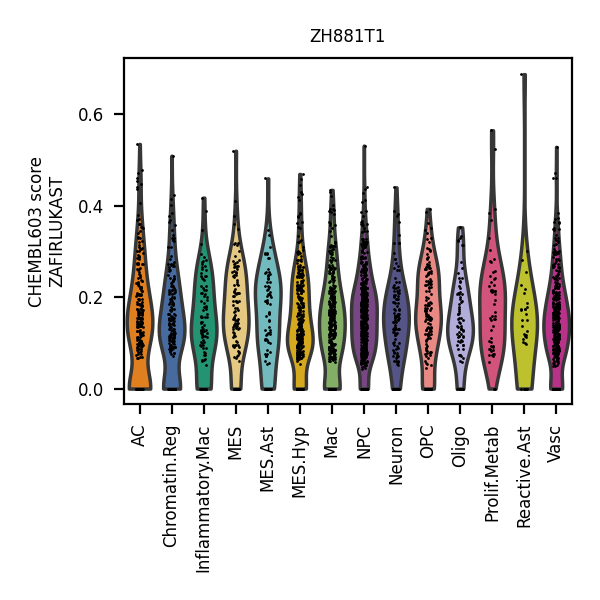 ZH881T1
CHEMBL603 score
ZAFIRLUKAST
0.6
0.4
0.2
0.0
AC
Chromatin.Reg
Inflammatory.Mac
MES
MES.Ast
MES.Hyp
Mac
NPC
Neuron
OPC
Oligo
Prolif.Metab
Reactive.Ast
Vasc